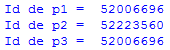 Id de p1 =  52006696
Id de p2 =  52223560
Id de p3 =  52006696